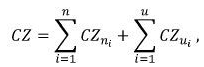 $CZ = \sum_{i=1}^{n} CZ_{n_i} + \sum_{i=1}^{u} CZ_{u_i} ,$